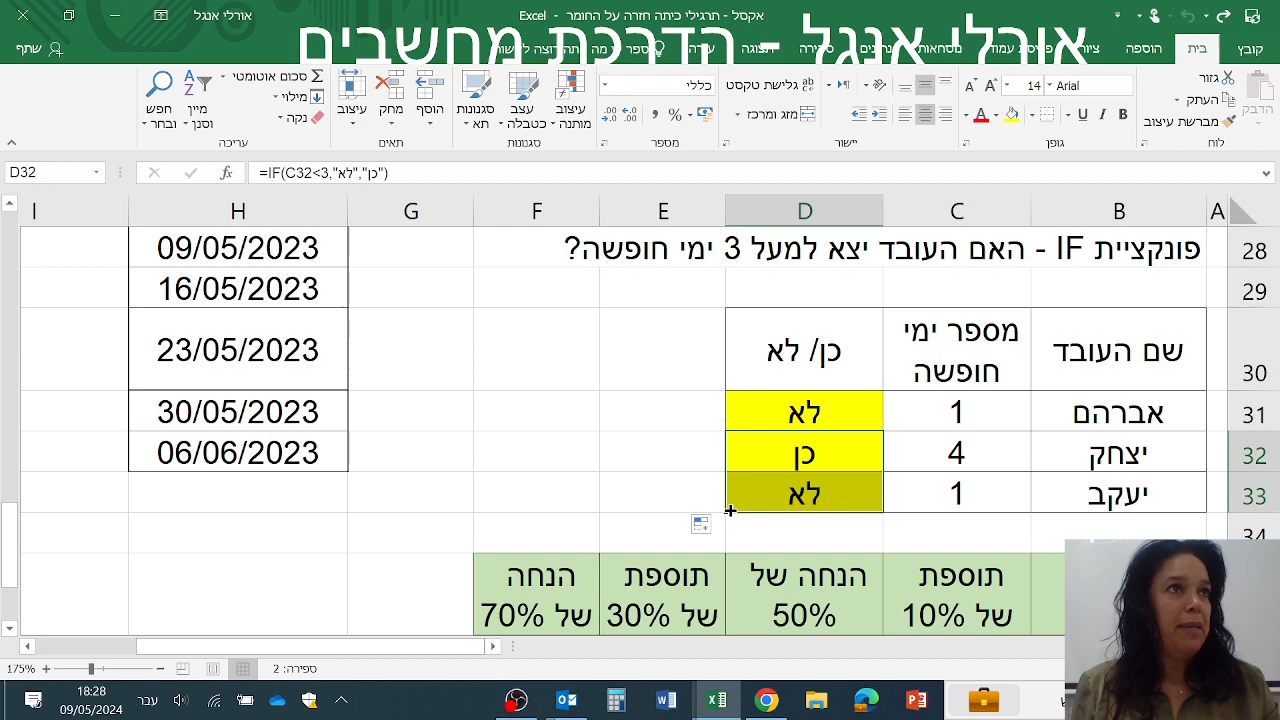 אקסל - תרגילי כיתה חזרה על החומר - Excel
אורלי אנגל
אורלי אנגל - הדרכת מחשבים
קובץ
בית
הוספה
שתף
הדבק
גזור
העתק
מברשת עיצוב
לוח
Arial
14
B
I
U
גופן
גלישת טקסט
מזג ומרכז
יישור
כללי
%
מספר
עיצוב מותנה
עצב כטבלה
סגנונות תא
סגנונות
הוסף
מחק
עיצוב
תאים
סכום אוטומטי
מילוי
נקה
מיין וסנן
חפש ובחר
עריכה
D32
fx
=IF(C32<3,"לא","כן")
A
B
C
D
E
F
G
H
I
28
פונקציית IF - האם העובד יצא למעל 3 ימי חופשה?
09/05/2023
29
16/05/2023
30
שם העובד
מספר ימי חופשה
כן/ לא
23/05/2023
31
אברהם
1
לא
30/05/2023
32
יצחק
4
כן
06/06/2023
33
יעקב
1
לא
34
תוספת של 10%
הנחה של 50%
תוספת של 30%
הנחה של 70%
ספירה: 2
175%
עבר
18:28
09/05/2023